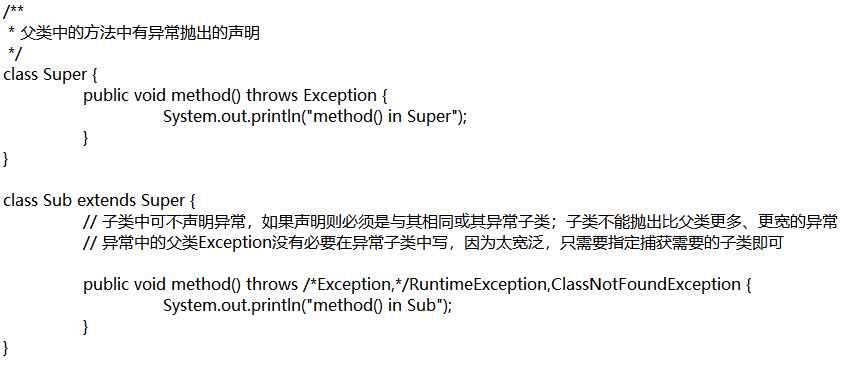 /**
 * 父类中的方法中有异常抛出的声明
 */
class Super {
        public void method() throws Exception {
                System.out.println("method() in Super");
        }
}

class Sub extends Super {
        // 子类中可不声明异常，如果声明则必须是与其相同或其异常子类；子类不能抛出比父类更多、更宽的异常
        // 异常中的父类Exception没有必要在异常子类中写，因为太宽泛，只需要指定捕获需要的子类即可

        public void method() throws /*Exception,*/RuntimeException,ClassNotFoundException {
                System.out.println("method() in Sub");
        }
}